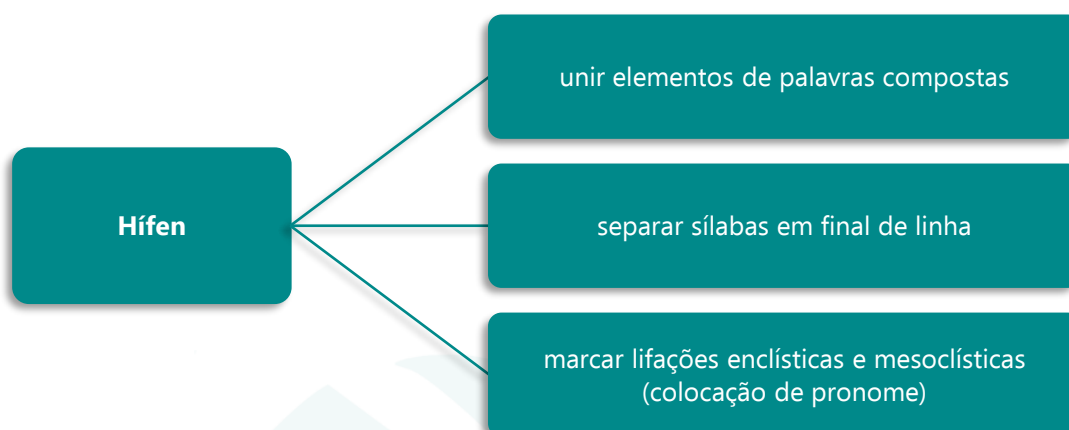 Hífen
unir elementos de palavras compostas
separar sílabas em final de linha
marcar lifações enclísticas e mesoclísticas
(colocação de pronome)